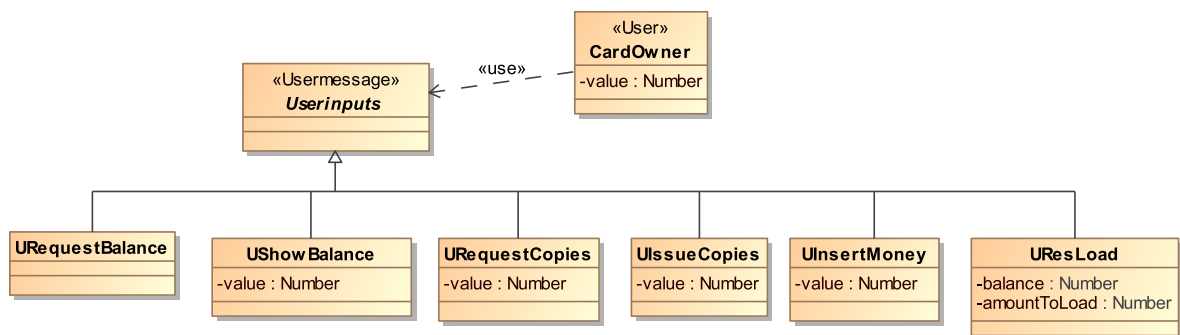 «User»
CardOwner
-value : Number
«use»
«Usermessage»
Userinputs
URequestBalance
UShowBalance
-value : Number
URequestCopies
-value : Number
UIssueCopies
-value : Number
UInsertMoney
-value : Number
UResLoad
-balance : Number
-amountToLoad : Number